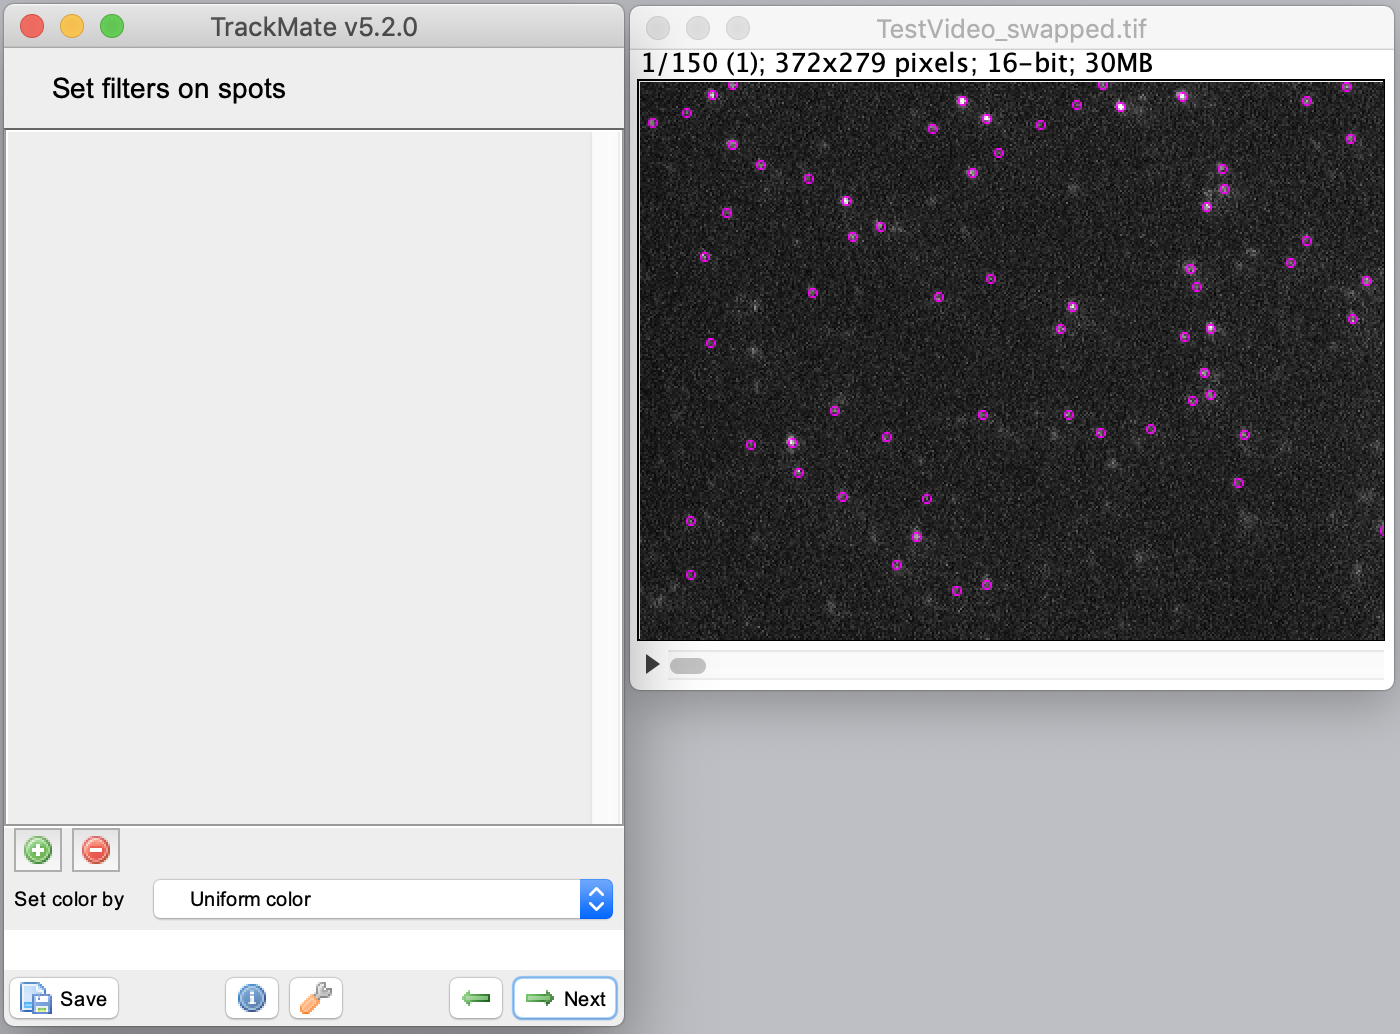 TrackMate v5.2.0
Set filters on spots
Set color by
Uniform color
Save
Next
TestVideo_swapped.tif
1/150 (1); 372x279 pixels; 16-bit; 30MB